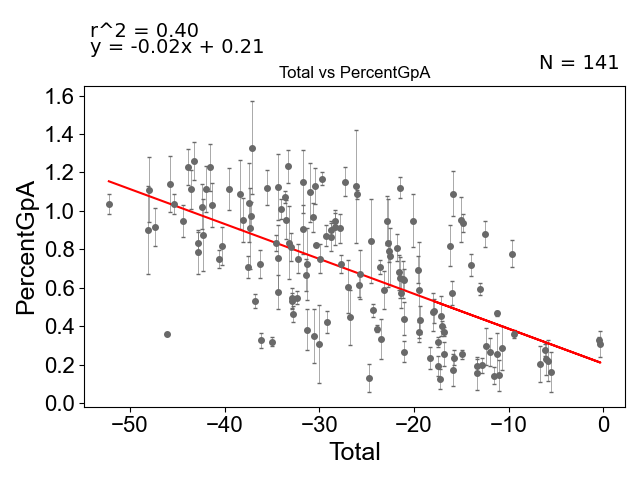 r^2 = 0.40
y = -0.02x + 0.21
N = 141
Total vs PercentGpA
PercentGpA
1.6
1.4
1.2
1.0
0.8
0.6
0.4
0.2
0.0
−50 −40 −30 −20 −10 0
Total